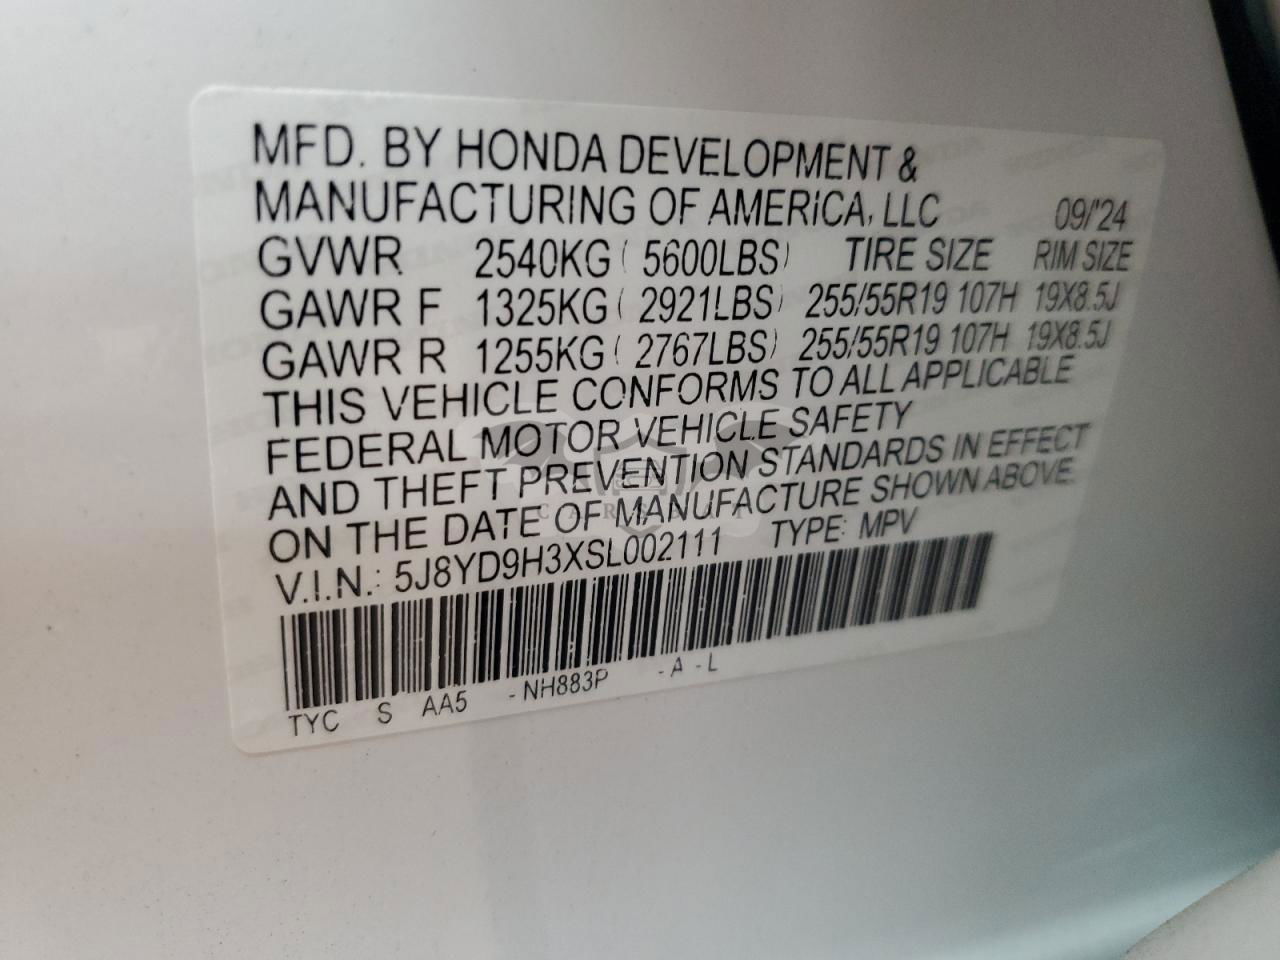 MFD. BY HONDA DEVELOPMENT &
MANUFACTURING OF AMERICA, LLC 09/'24
GVWR 2540KG ( 5600LBS) TIRE SIZE RIM SIZE
GAWR F 1325KG ( 2921LBS) 255/55R19 107H 19X8.5J
GAWR R 1255KG ( 2767LBS) 255/55R19 107H 19X8.5J
THIS VEHICLE CONFORMS TO ALL APPLICABLE
FEDERAL MOTOR VEHICLE SAFETY
AND THEFT PREVENTION STANDARDS IN EFFECT
ON THE DATE OF MANUFACTURE SHOWN ABOVE.
V.I.N.: 5J8YD9H3XSL002111 TYPE: MPV
TYC S AA5 - NH883P - A - L